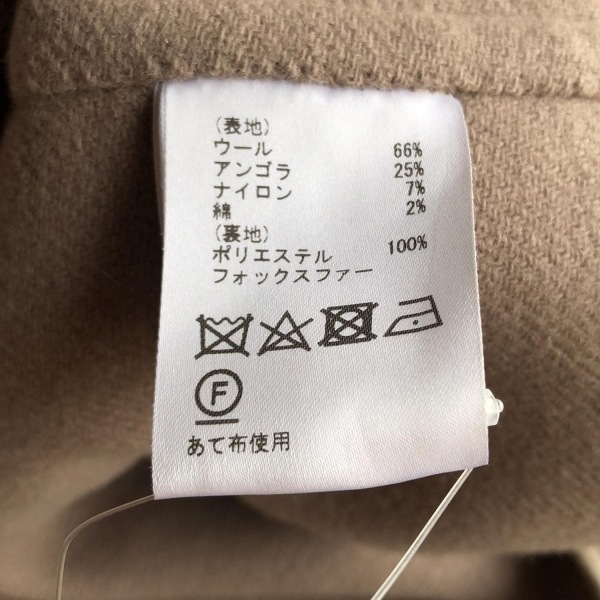 (表地)
ウール 66%
アンゴラ 25%
ナイロン 7%
綿 2%
(裏地)
ポリエステル 100%
フォックスファー
F
あて布使用